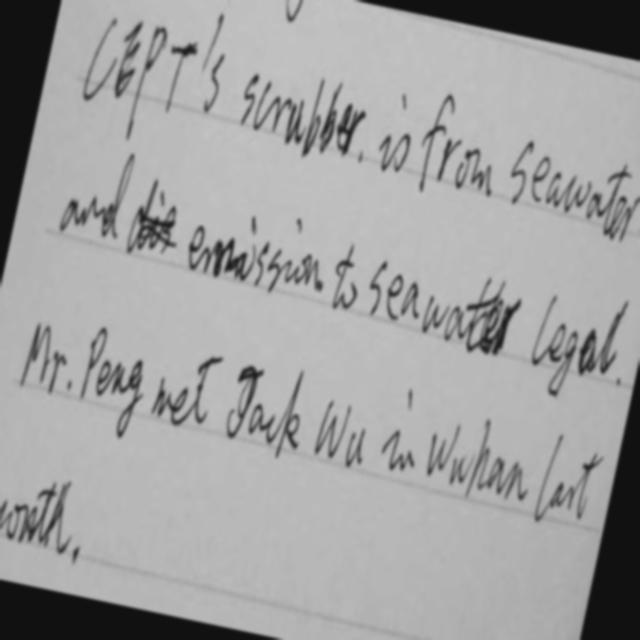 CEPT's scrubber. is from seawater
and emission. to seawater legal.
Mr. Peng met Jack Wu in Wuhan last
month.